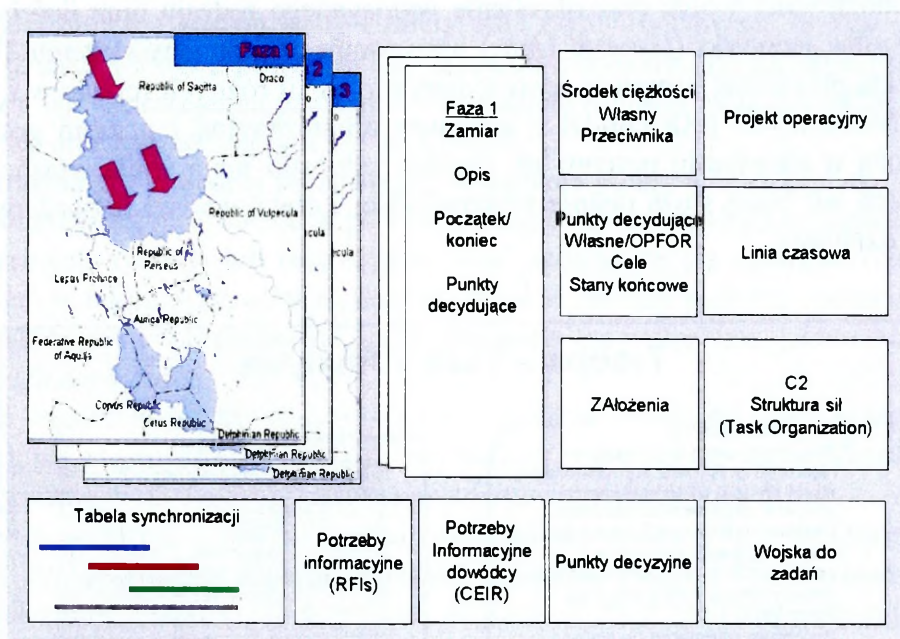 Faza 1
2
3
Draco
Republic of Sagitta
Republic of Vulpecula
cula
cula
Republic of
Perseus
Lepus Province
Auriga Republic
Federative Republic
of Aquila
Corvus Republic
Cetus Republic
Delphinian Republic
Delphinian Republic
Delphinian Republic
Faza 1
Zamiar
Opis
Początek/
koniec
Punkty
decydujące
Środek ciężkości
Własny
Przeciwnika
Projekt operacyjny
Punkty decydujące
Własne/OPFOR
Cele
Stany końcowe
Linia czasowa
ZAłożenia
C2
Struktura sił
(Task Organization)
Tabela synchronizacji
Potrzeby
informacyjne
(RFIs)
Potrzeby
Informacyjne
dowódcy
(CEIR)
Punkty decyzyjne
Wojska do
zadań